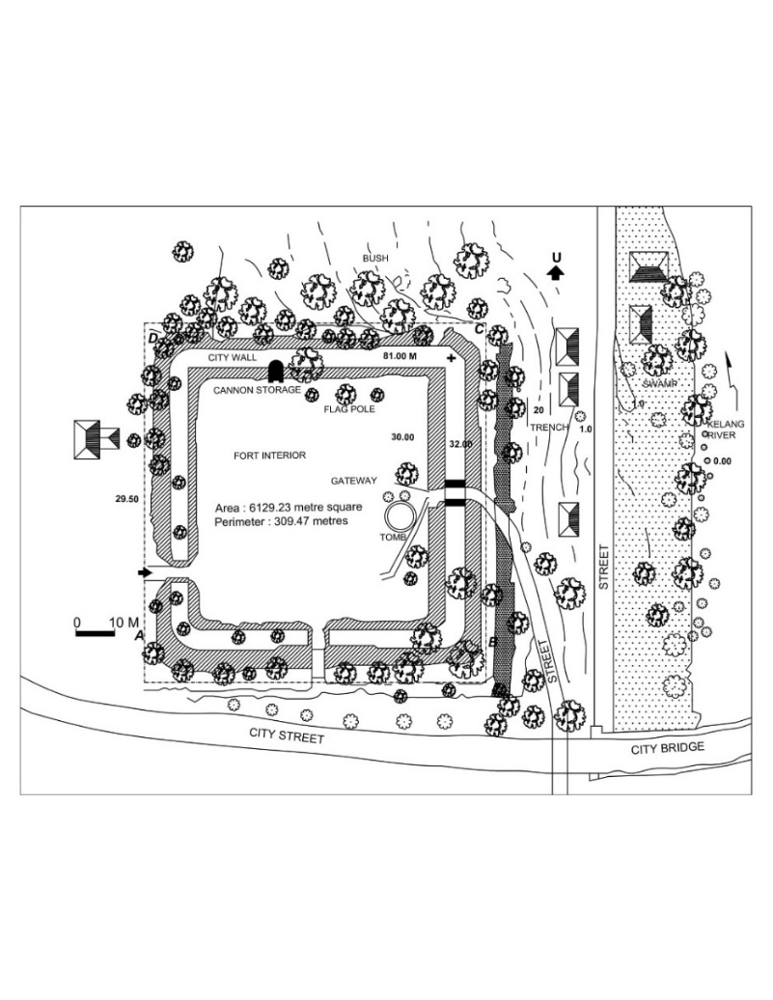 BUSH
U
C
D
CITY WALL
81.00 M
CANNON STORAGE
FLAG POLE
SWAMP
1.0
20
TRENCH
1.0
KELANG
RIVER
30.00
32.00
FORT INTERIOR
0.00
GATEWAY
29.50
Area : 6129.23 metre square
Perimeter : 309.47 metres
TOMB
STREET
0 10 M
A
B
STREET
CITY STREET
CITY BRIDGE